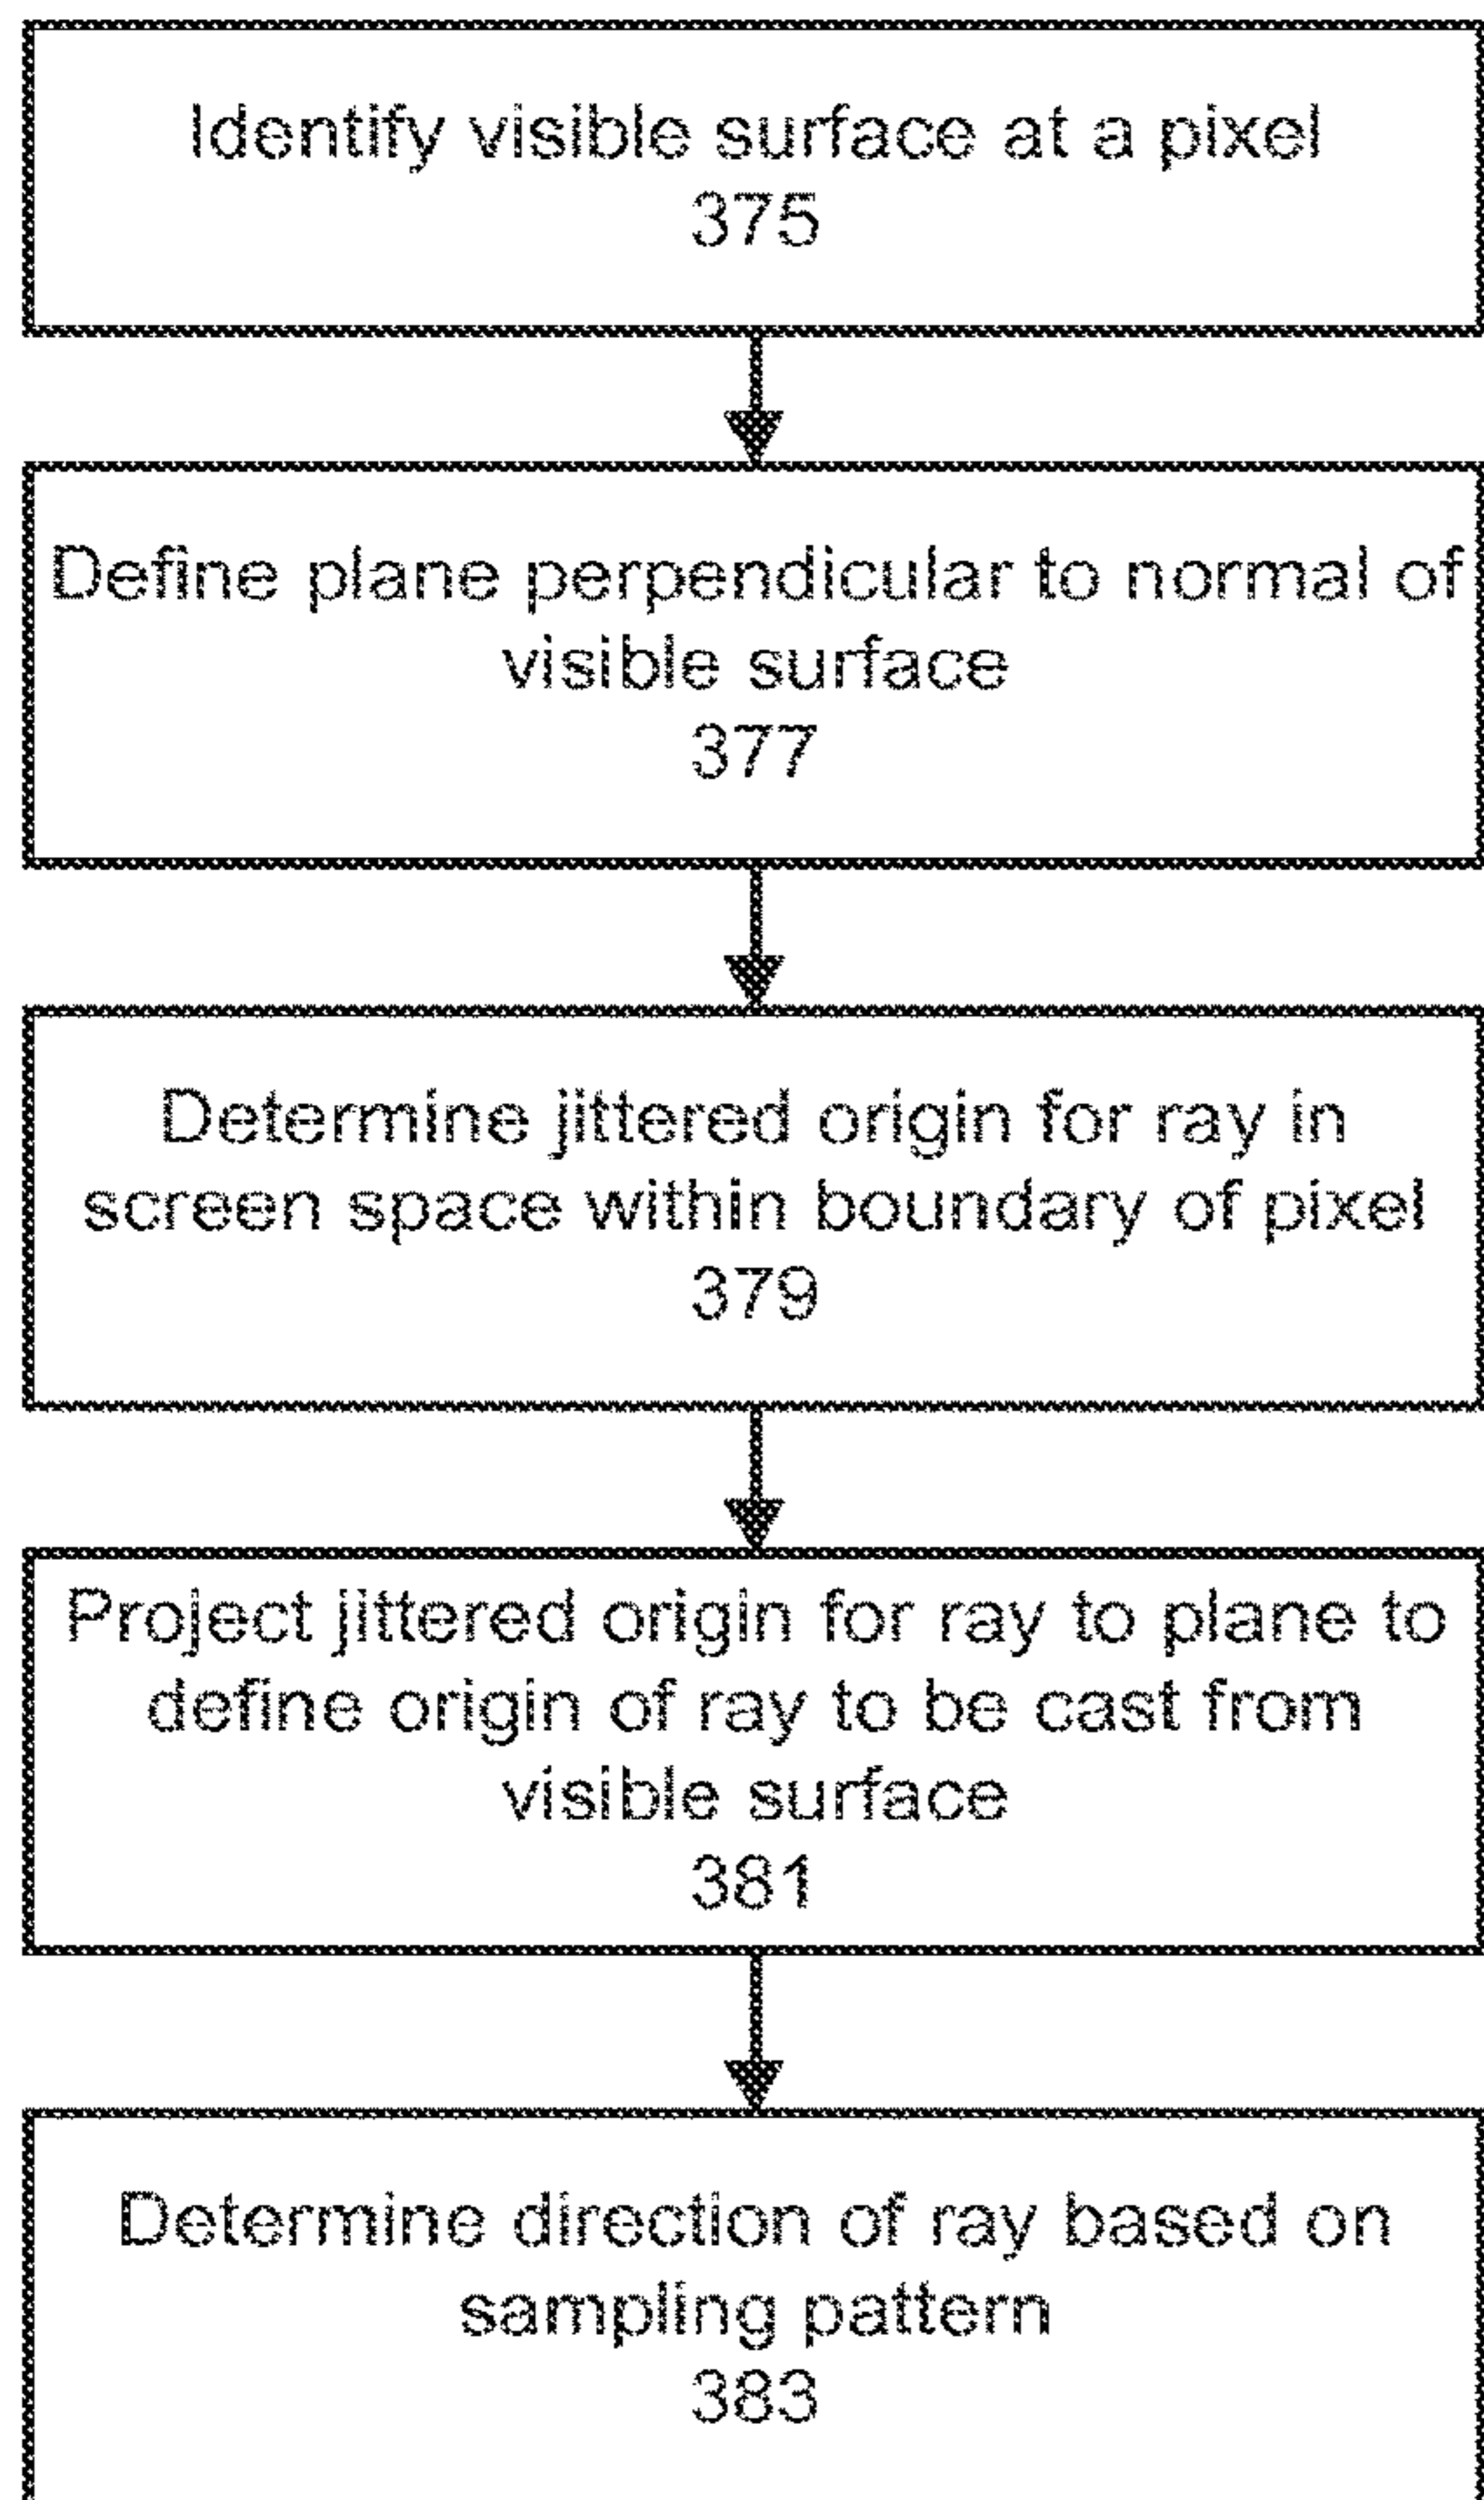 Identify visible surface at a pixel
375
Define plane perpendicular to normal of
visible surface
377
Determine jittered origin for ray in
screen space within boundary of pixel
379
Project jittered origin for ray to plane to
define origin of ray to be cast from
visible surface
381
Determine direction of ray based on
sampling pattern
383